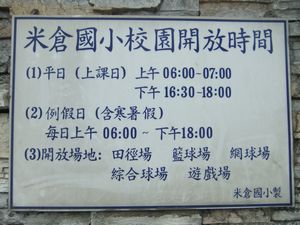 米倉國小校園開放時間
(1)平日(上課日) 上午 06:00-07:00
下午 16:30-18:00
(2)例假日(含寒暑假)
每日上午 06:00 ~ 下午18:00
(3)開放場地: 田徑場 籃球場 網球場
綜合球場 遊戲場
米倉國小製